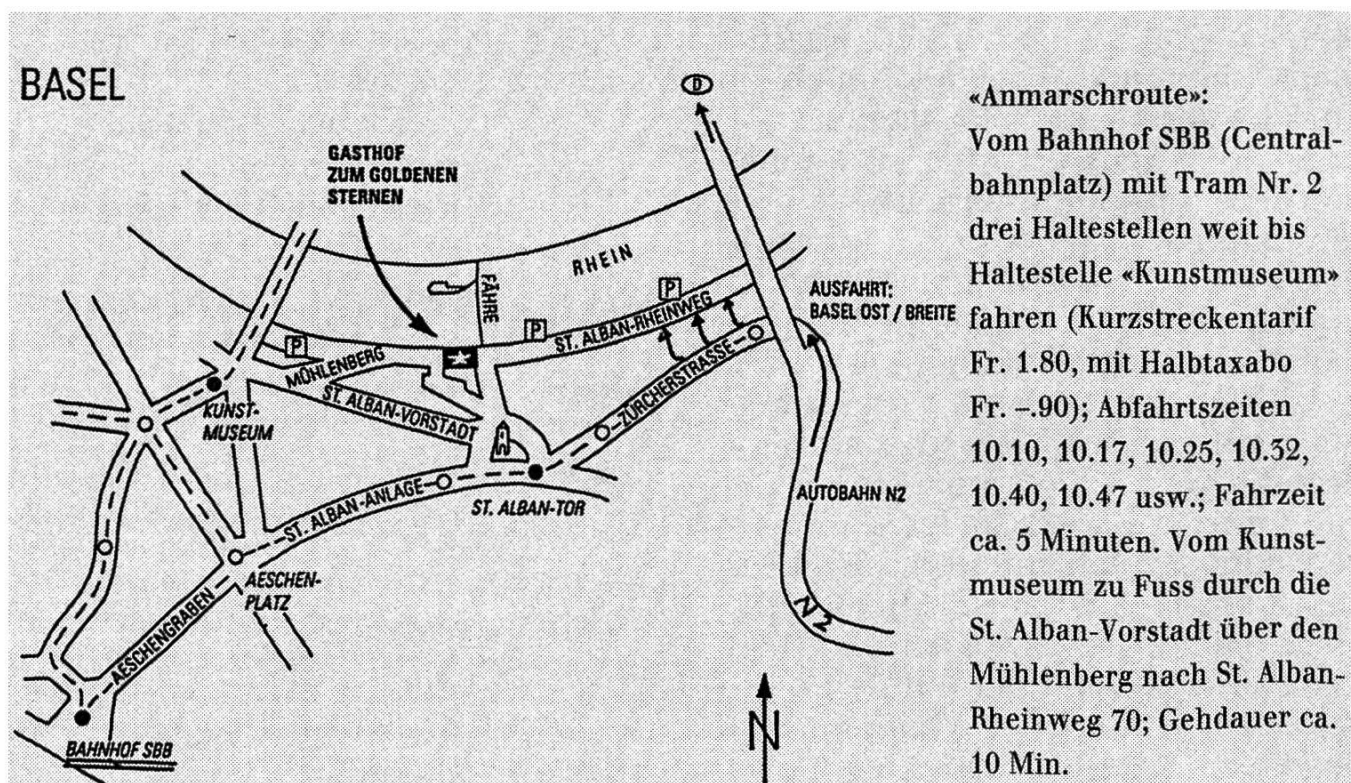 BASEL
D
GASTHOF
ZUM GOLDENEN
STERNEN
RHEIN
FÄHRE
P
P
P
ST. ALBAN-RHEINWEG
MÜHLENBERG
ST. ALBAN-VORSTADT
ZÜRCHERSTRASSE
AUSFAHRT:
BASEL OST / BREITE
KUNST-
MUSEUM
ST. ALBAN-ANLAGE
ST. ALBAN-TOR
AUTOBAHN N2
AESCHEN-
PLATZ
AESCHENGRABEN
N2
BAHNHOF SBB
N
«Anmarschroute»:
Vom Bahnhof SBB (Central-
bahnplatz) mit Tram Nr. 2
drei Haltestellen weit bis
Haltestelle «Kunstmuseum»
fahren (Kurzstreckentarif
Fr. 1.80, mit Halbtaxabo
Fr. –.90); Abfahrtszeiten
10.10, 10.17, 10.25, 10.32,
10.40, 10.47 usw.; Fahrzeit
ca. 5 Minuten. Vom Kunst-
museum zu Fuss durch die
St. Alban-Vorstadt über den
Mühlenberg nach St. Alban-
Rheinweg 70; Gehdauer ca.
10 Min.